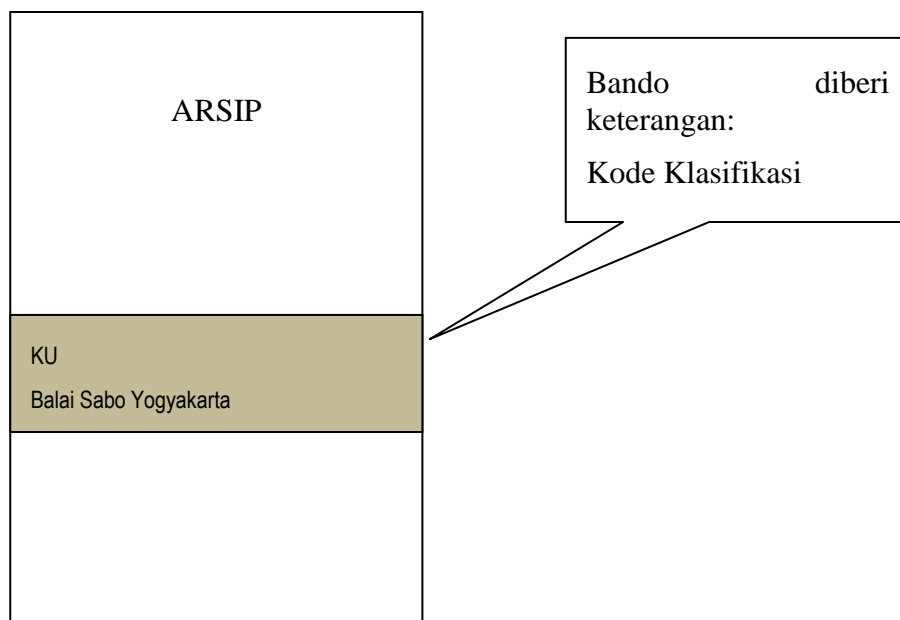 ARSIP
Bando diberi
keterangan:
Kode Klasifikasi
KU
Balai Sabo Yogyakarta